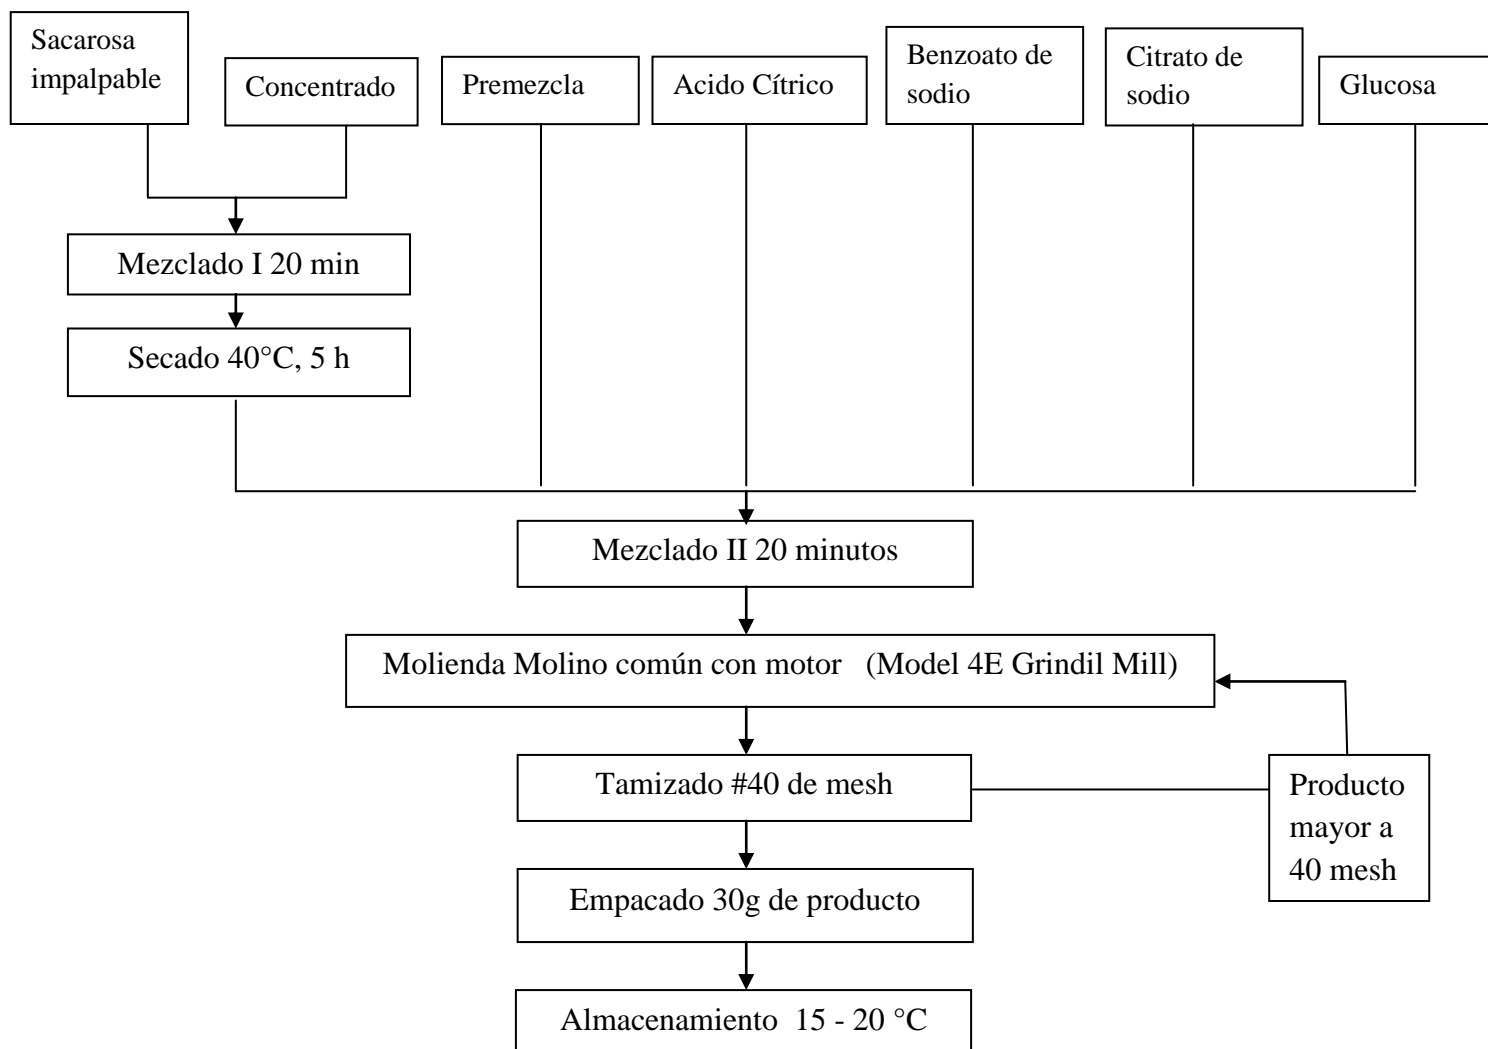 Sacarosa
impalpable
Concentrado
Premezcla
Acido Cítrico
Benzoato de
sodio
Citrato de
sodio
Glucosa
Mezclado I 20 min
Secado 40°C, 5 h
Mezclado II 20 minutos
Molienda Molino común con motor (Model 4E Grindil Mill)
Tamizado #40 de mesh
Producto
mayor a
40 mesh
Empacado 30g de producto
Almacenamiento 15 - 20 °C